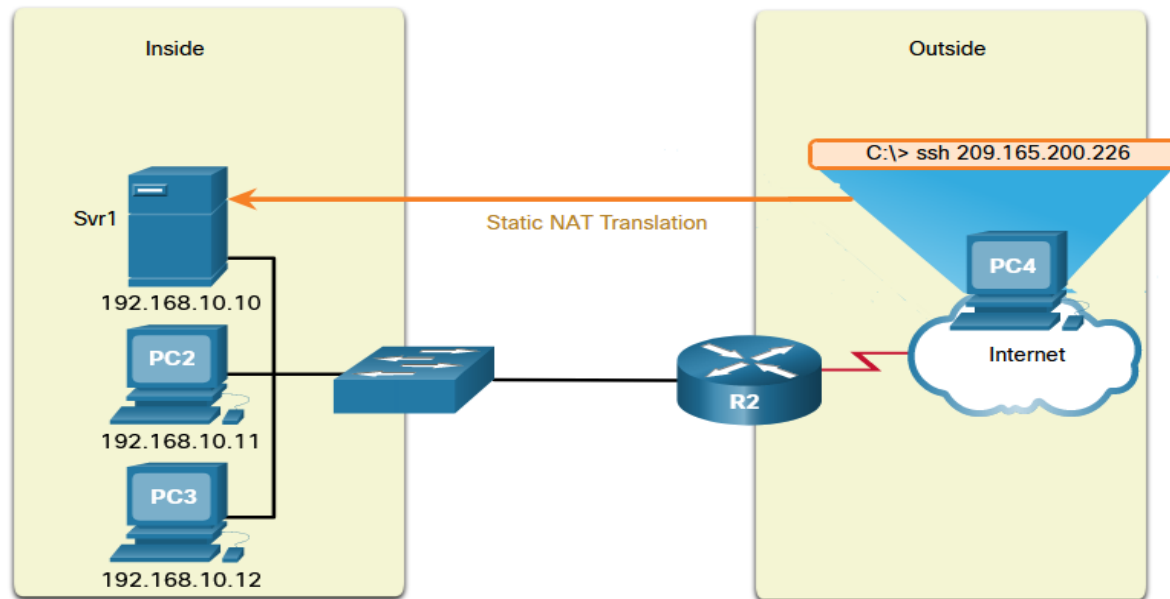 Inside
Outside
C:\> ssh 209.165.200.226
Static NAT Translation
Svr1
192.168.10.10
PC4
Internet
PC2
192.168.10.11
R2
PC3
192.168.10.12